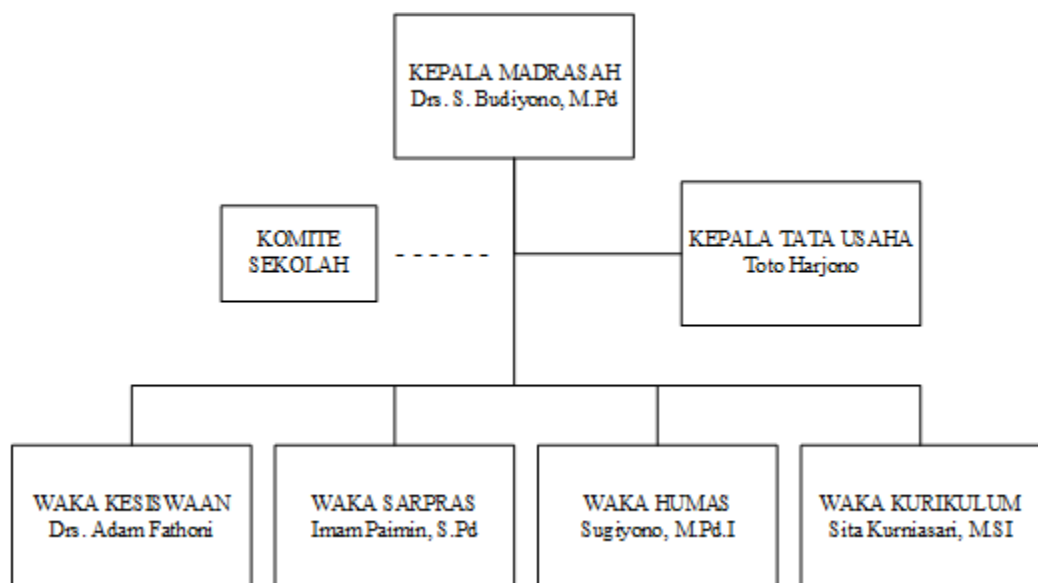 KEPALA MADRASAH
Drs. S. Budiyono, M.Pd
KOMITE
SEKOLAH
KEPALA TATA USAHA
Toto Harjono
WAKA KESISWAAN
Drs. Adam Fathoni
WAKA SARPRAS
Imam Paimin, S.Pd
WAKA HUMAS
Sugiyono, M.Pd.I
WAKA KURIKULUM
Sita Kurniasari, M.SI